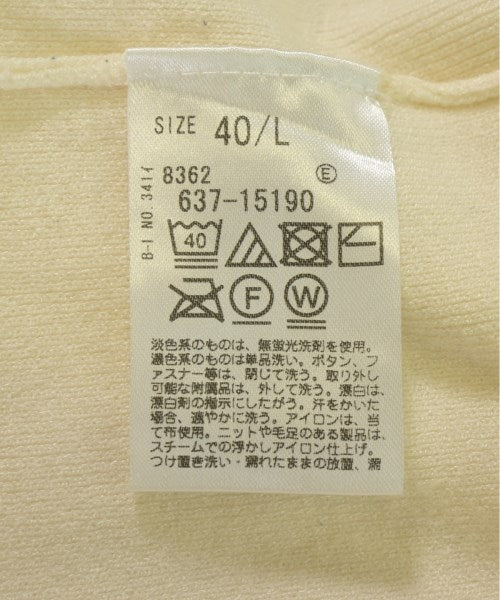 SIZE 40/L
8362 Ⓔ
637-15190
B-I NO.3411
40
F W
淡色系のものは、無蛍光洗剤を使用。
濃色系のものは単品洗い。ボタン、フ
ァスナー等は、閉じて洗う。取り外し
可能な附属品は、外して洗う。漂白は、
漂白剤の指示にしたがう。汗をかいた
場合、速やかに洗う。アイロンは、当
て布使用。ニットや毛足のある製品は、
スチームでの浮かしアイロン仕上げ。
つけ置き洗い・濡れたままの放置、濡